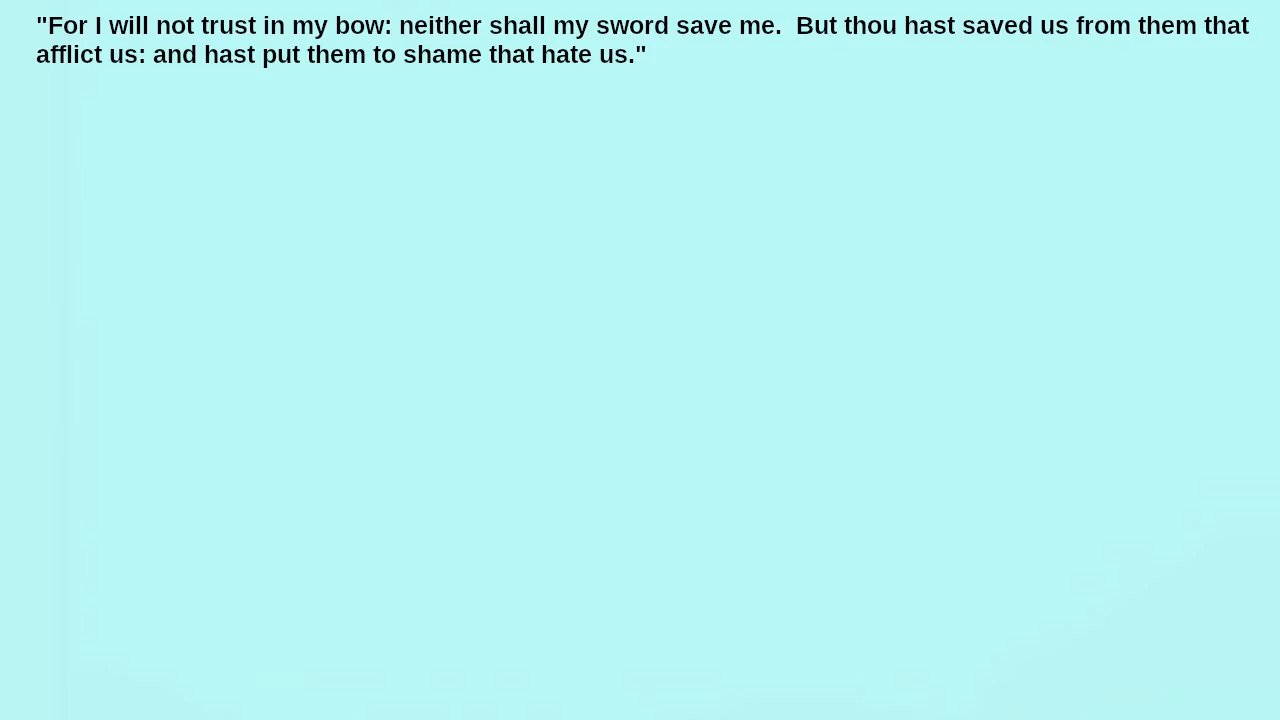 "For I will not trust in my bow: neither shall my sword save me.  But thou hast saved us from them that
afflict us: and hast put them to shame that hate us."